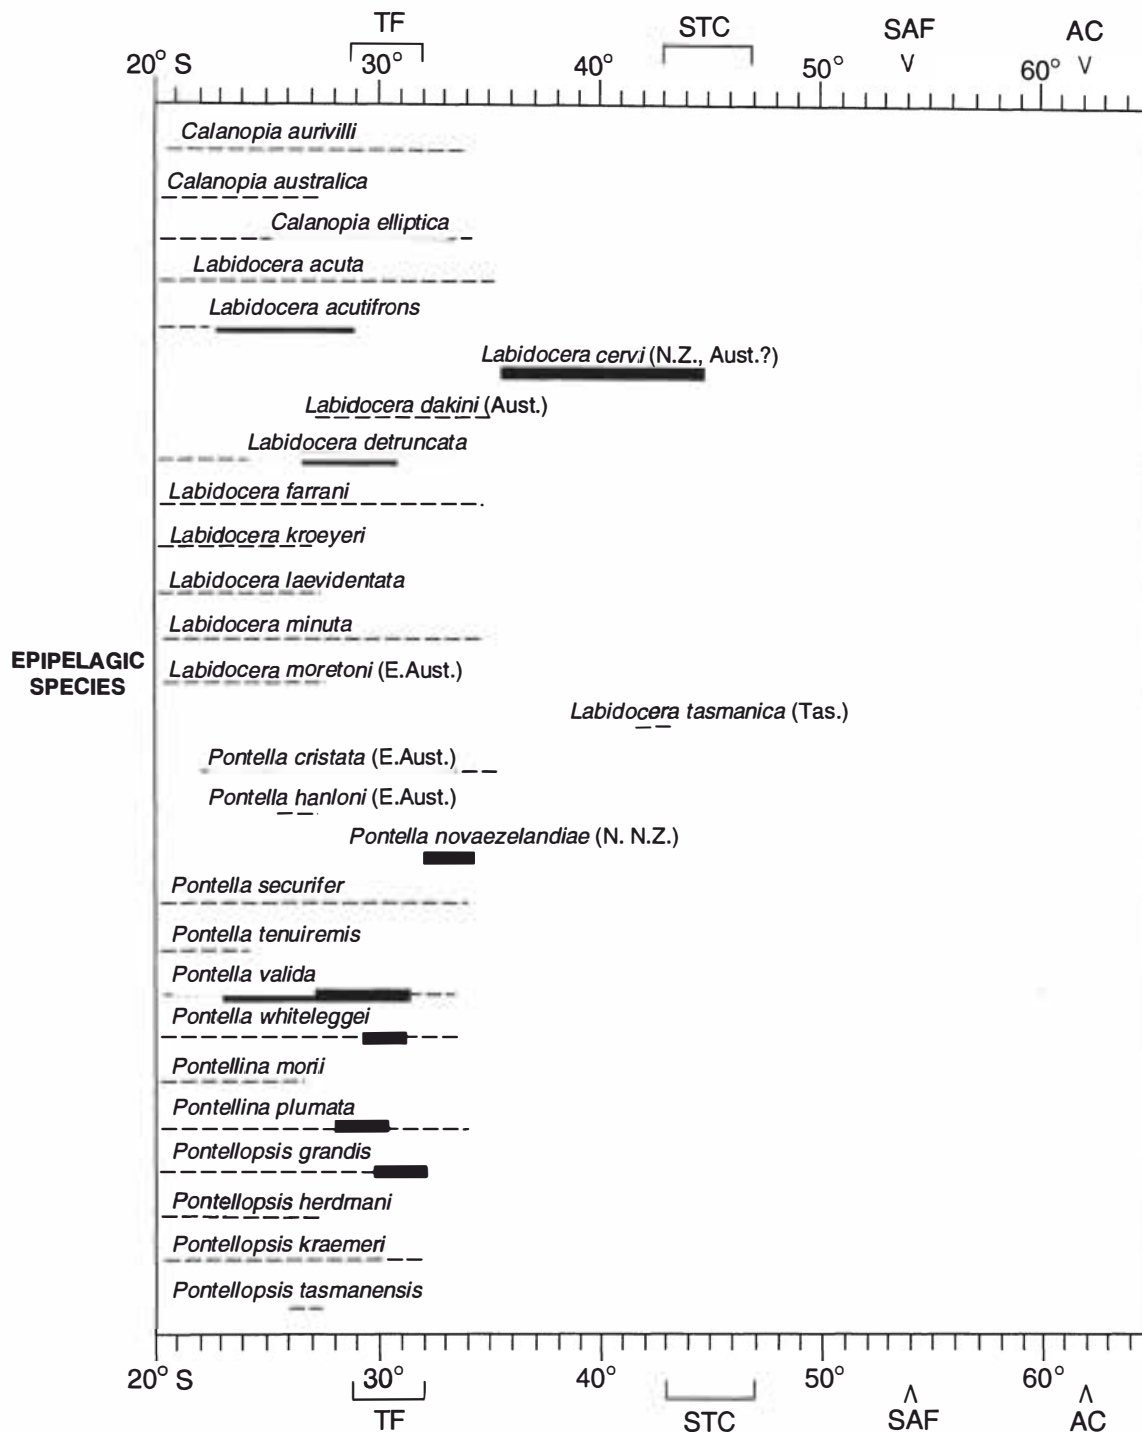 TF STC SAF AC
20° S 30° 40° 50° 60°
Calanopia aurivilli
Calanopia australica
Calanopia elliptica
Labidocera acuta
Labidocera acutifrons
Labidocera cervi (N.Z., Aust.?)
Labidocera dakini (Aust.)
Labidocera detruncata
Labidocera farrani
Labidocera kroeyeri
Labidocera laevidentata
Labidocera minuta
EPIPELAGIC
SPECIES
Labidocera moretoni (E.Aust.)
Labidocera tasmanica (Tas.)
Pontella cristata (E.Aust.)
Pontella hanloni (E.Aust.)
Pontella novaezelandiae (N. N.Z.)
Pontella securifer
Pontella tenuiremis
Pontella valida
Pontella whiteleggei
Pontellina morii
Pontellina plumata
Pontellopsis grandis
Pontellopsis herdmani
Pontellopsis kraemeri
Pontellopsis tasmanensis
20° S 30° 40° 50° 60°
TF STC SAF AC